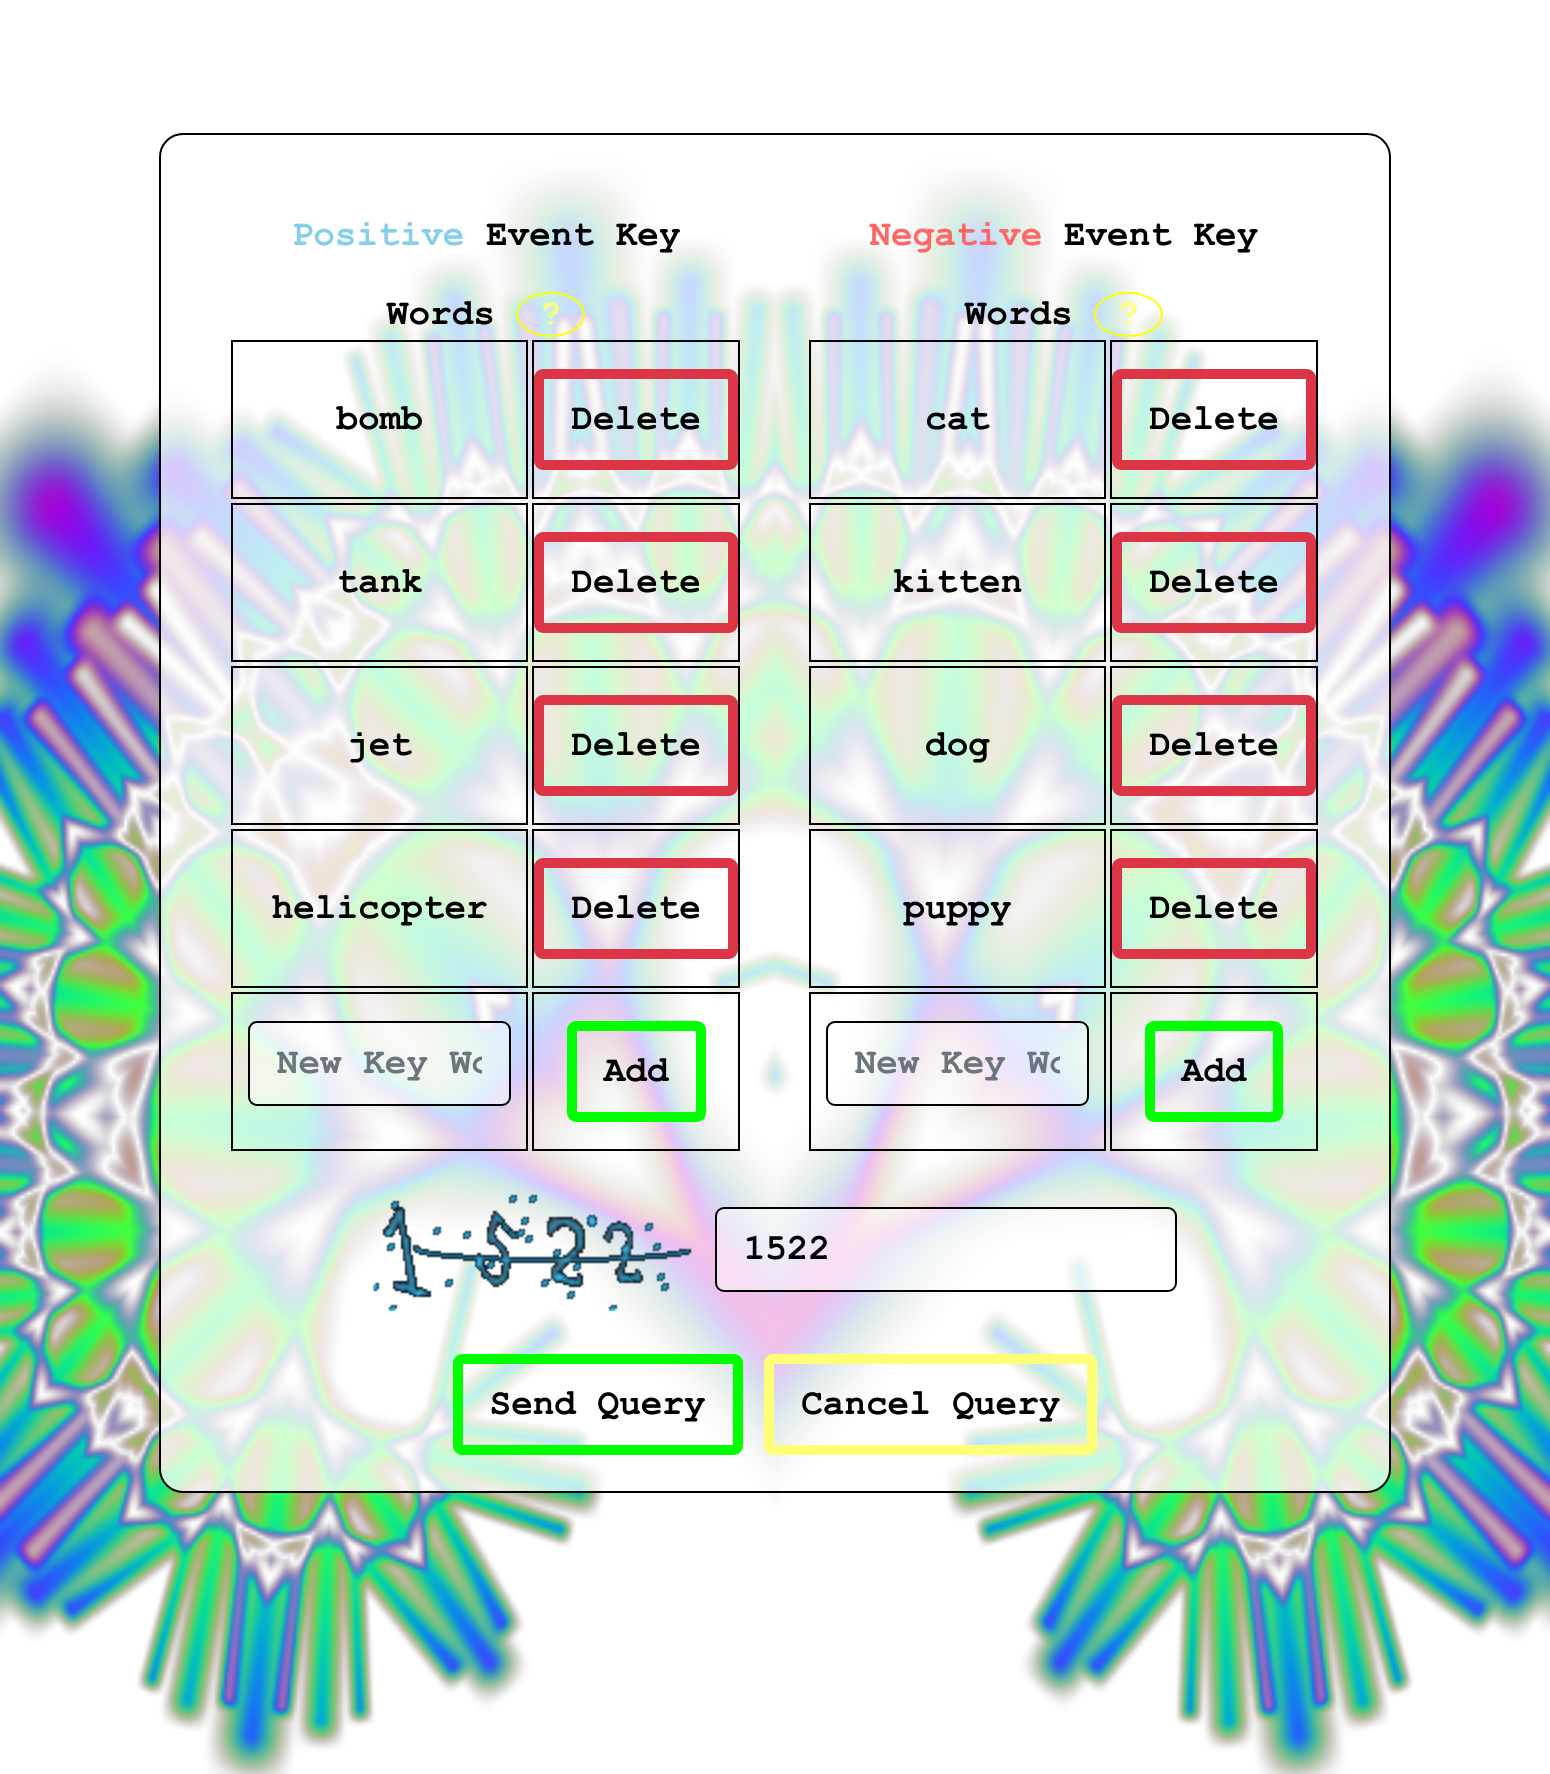 Positive Event Key
Words ?
bomb Delete
tank Delete
jet Delete
helicopter Delete
New Key Wo Add
Negative Event Key
Words ?
cat Delete
kitten Delete
dog Delete
puppy Delete
New Key Wo Add
1522 1522
Send Query Cancel Query